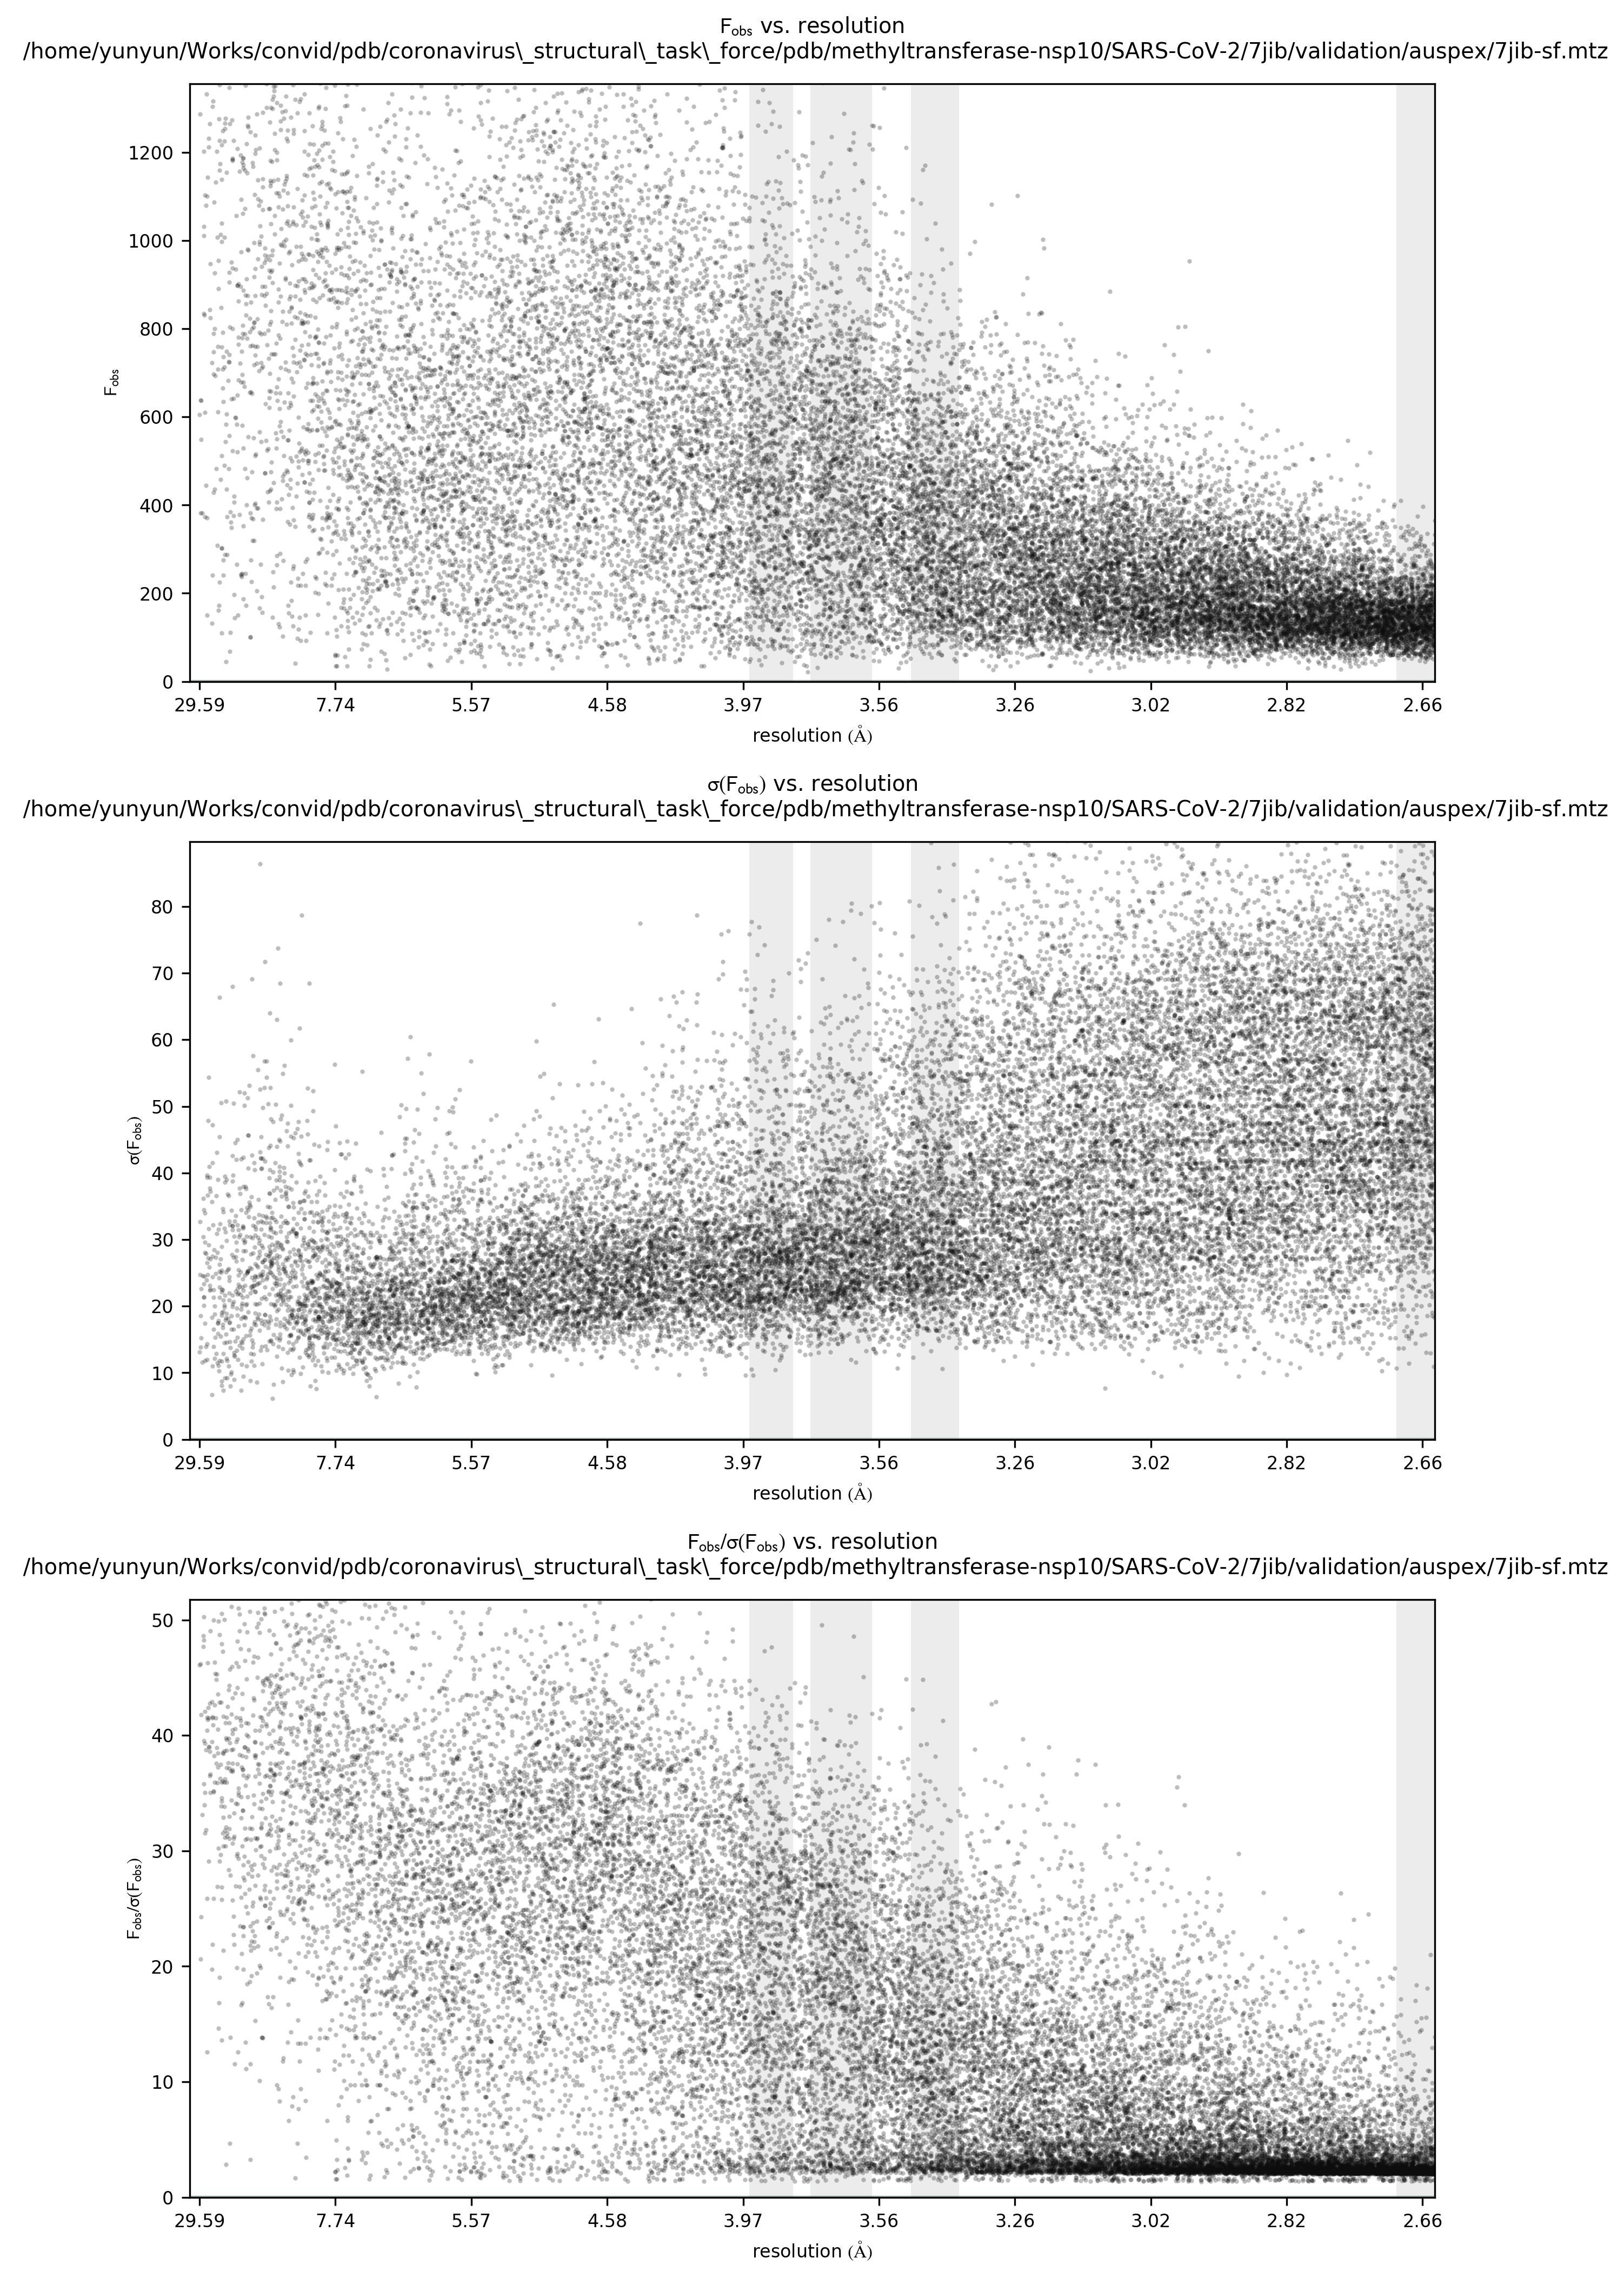 Fobs vs. resolution
/home/yunyun/Works/convid/pdb/coronavirus\_structural\_task\_force/pdb/methyltransferase-nsp10/SARS-CoV-2/7jib/validation/auspex/7jib-sf.mtz
Fobs
1200
1000
800
600
400
200
0
29.59 7.74 5.57 4.58 3.97 3.56 3.26 3.02 2.82 2.66
resolution (Å)
σ(Fobs) vs. resolution
/home/yunyun/Works/convid/pdb/coronavirus\_structural\_task\_force/pdb/methyltransferase-nsp10/SARS-CoV-2/7jib/validation/auspex/7jib-sf.mtz
σ(Fobs)
80
70
60
50
40
30
20
10
0
29.59 7.74 5.57 4.58 3.97 3.56 3.26 3.02 2.82 2.66
resolution (Å)
Fobs/σ(Fobs) vs. resolution
/home/yunyun/Works/convid/pdb/coronavirus\_structural\_task\_force/pdb/methyltransferase-nsp10/SARS-CoV-2/7jib/validation/auspex/7jib-sf.mtz
Fobs/σ(Fobs)
50
40
30
20
10
0
29.59 7.74 5.57 4.58 3.97 3.56 3.26 3.02 2.82 2.66
resolution (Å)